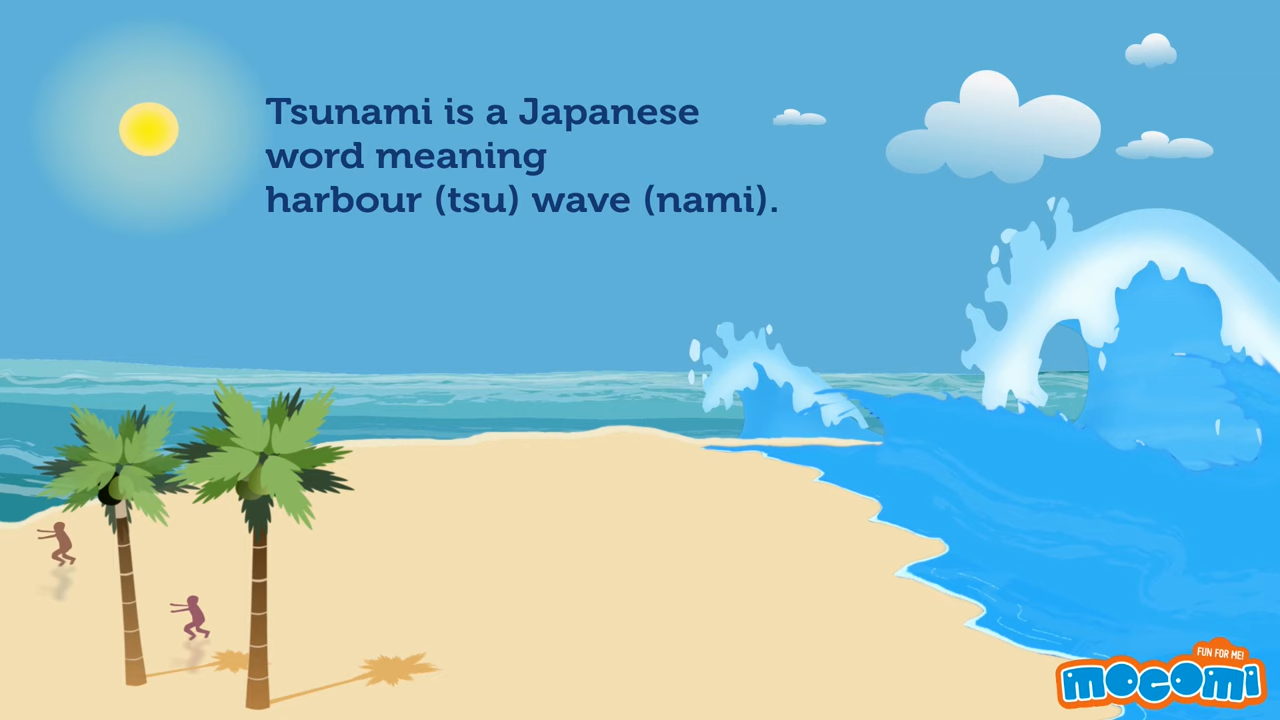 Tsunami is a Japanese
word meaning
harbour (tsu) wave (nami).
FUN FOR ME!
mocomi